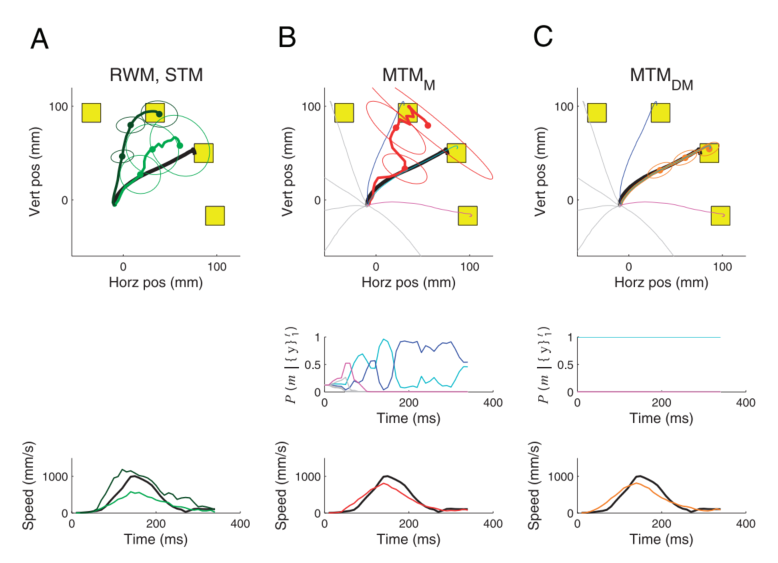 A
B
C
RWM, STM
MTM_M
MTM_DM
100
0
Vert pos (mm)
0
100
Horz pos (mm)
100
0
Vert pos (mm)
0
100
Horz pos (mm)
100
0
Vert pos (mm)
0
100
Horz pos (mm)
1
0.5
0
P (m | { y}₁)
0
200
400
Time (ms)
1
0.5
0
P (m | { y}₁)
0
200
400
Time (ms)
1000
0
Speed (mm/s)
0
200
400
Time (ms)
1000
0
Speed (mm/s)
0
200
400
Time (ms)
1000
0
Speed (mm/s)
0
200
400
Time (ms)